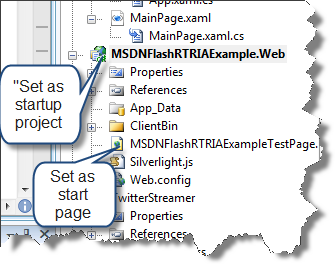 App.xaml.cs
MainPage.xaml
MainPage.xaml.cs
MSDNFlashRTRIAExample.Web
"Set as
startup
project
Properties
References
App_Data
ClientBin
MSDNFlashRTRIAExampleTestPage.
Silverlight.js
Set as
start
page
Web.config
TwitterStreamer
Properties
References